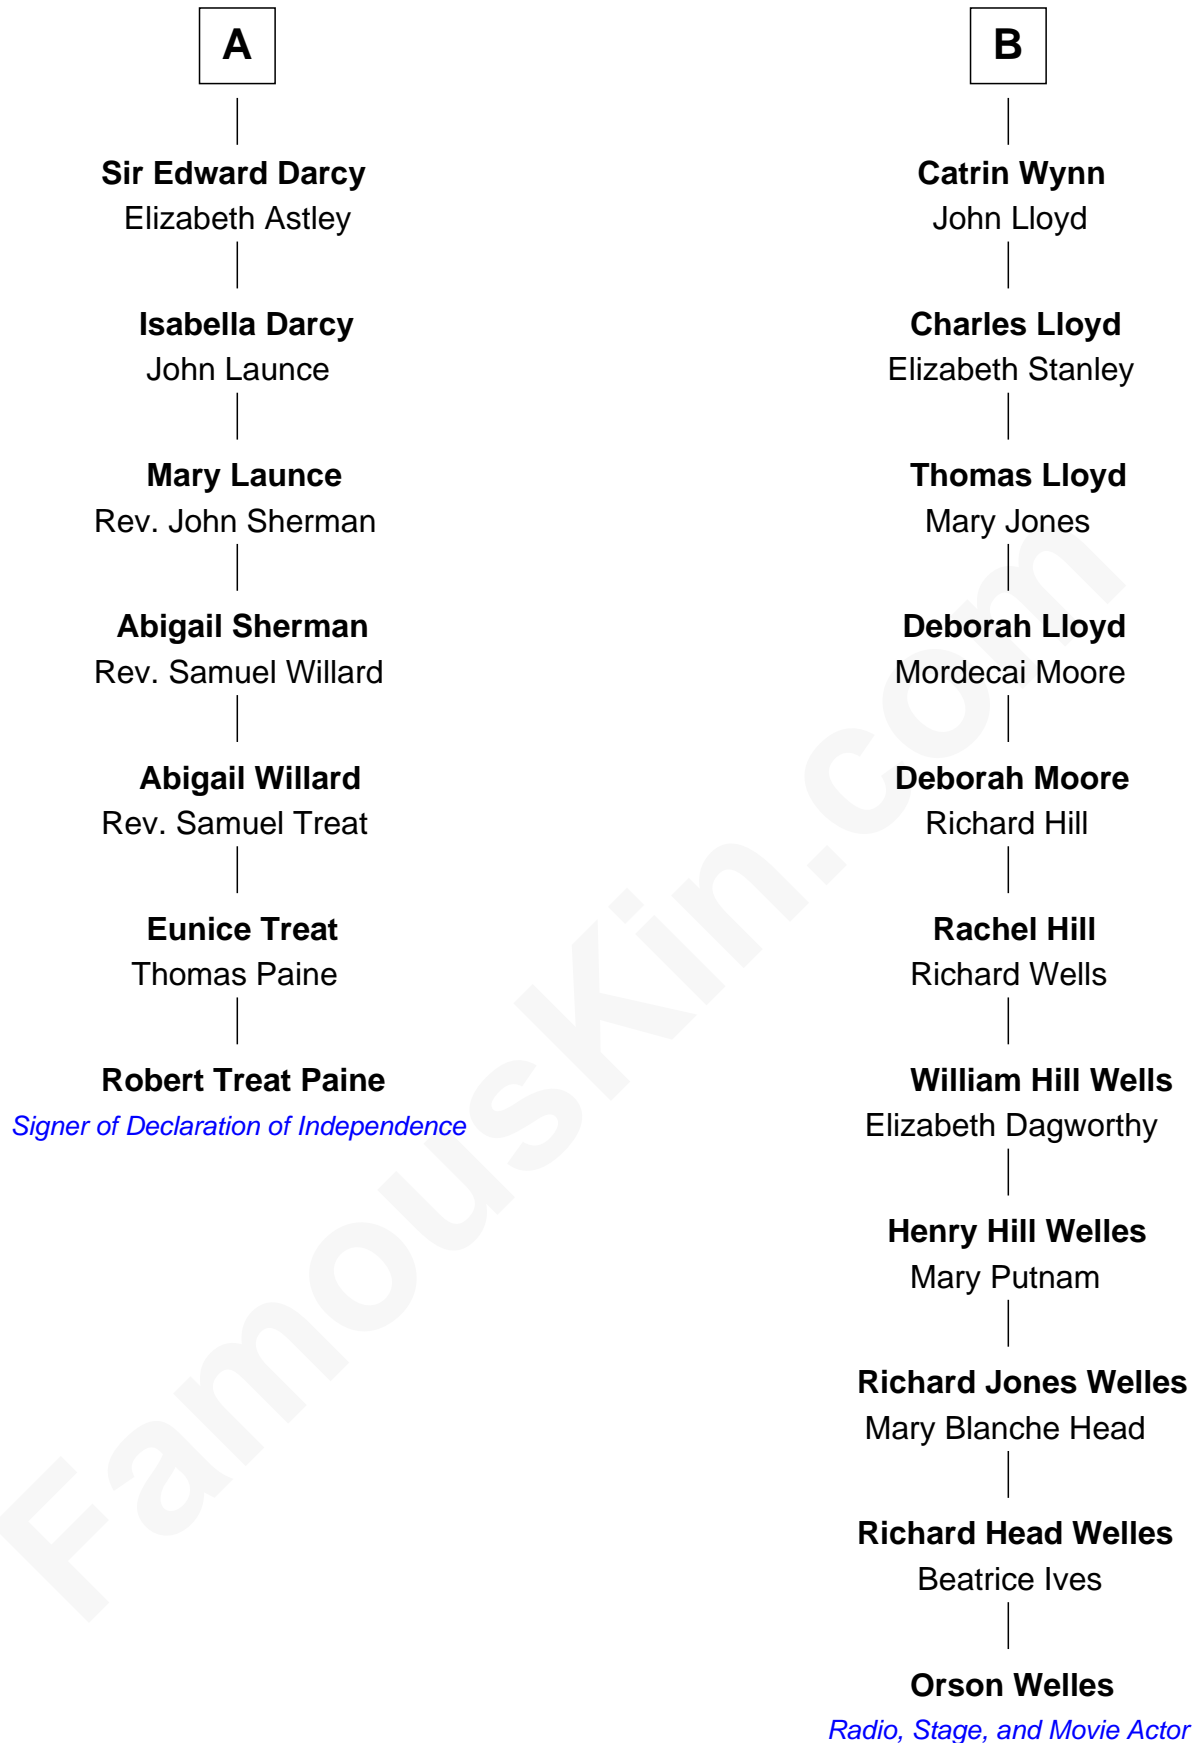 A
Sir Edward Darcy
Elizabeth Astley
Isabella Darcy
John Launce
Mary Launce
Rev. John Sherman
Abigail Sherman
Rev. Samuel Willard
Abigail Willard
Rev. Samuel Treat
Eunice Treat
Thomas Paine
Robert Treat Paine
Signer of Declaration of Independence
B
Catrin Wynn
John Lloyd
Charles Lloyd
Elizabeth Stanley
Thomas Lloyd
Mary Jones
Deborah Lloyd
Mordecai Moore
Deborah Moore
Richard Hill
Rachel Hill
Richard Wells
William Hill Wells
Elizabeth Dagworthy
Henry Hill Welles
Mary Putnam
Richard Jones Welles
Mary Blanche Head
Richard Head Welles
Beatrice Ives
Orson Welles
Radio, Stage, and Movie Actor
FamousKin.com